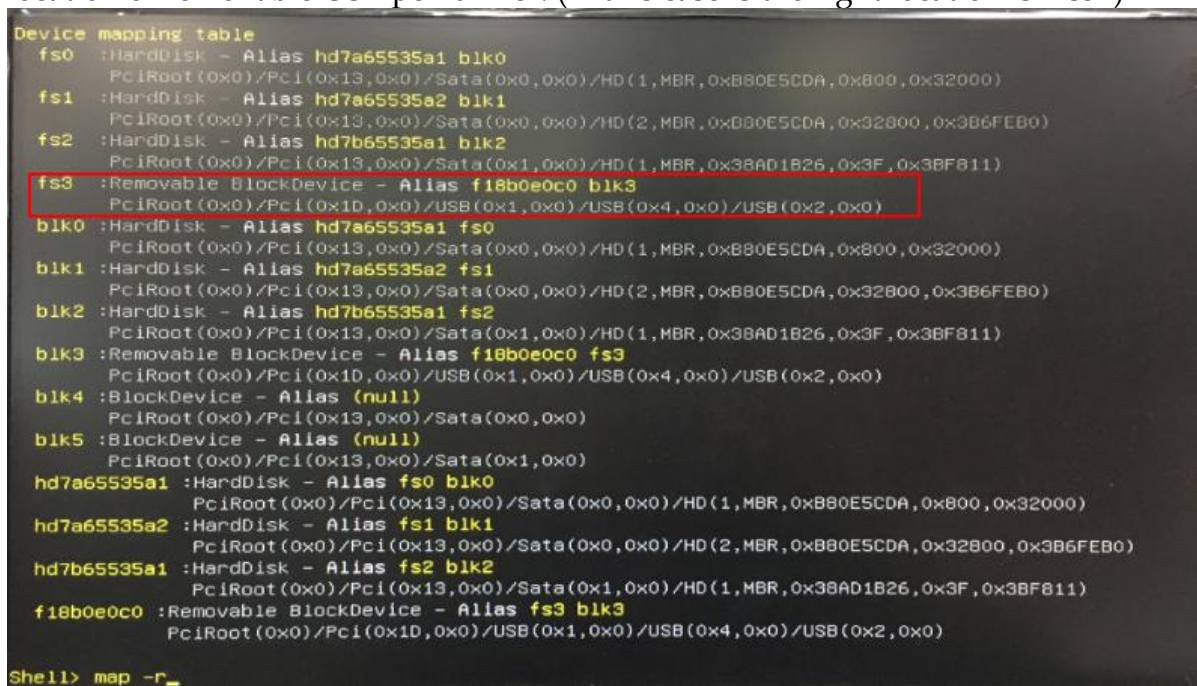 Device mapping table
fs0 :HardDisk - Alias hd7a65535a1 blk0
PciRoot(0x0)/Pci(0x13,0x0)/Sata(0x0,0x0)/HD(1,MBR,0xB80E5CDA,0x800,0x32000)
fs1 :HardDisk - Alias hd7a65535a2 blk1
PciRoot(0x0)/Pci(0x13,0x0)/Sata(0x0,0x0)/HD(2,MBR,0xB80E5CDA,0x32800,0x3B6FEB0)
fs2 :HardDisk - Alias hd7b65535a1 blk2
PciRoot(0x0)/Pci(0x13,0x0)/Sata(0x1,0x0)/HD(1,MBR,0x38AD1B26,0x3F,0x3BF811)
fs3 :Removable BlockDevice - Alias f18b0e0c0 blk3
PciRoot(0x0)/Pci(0x1D,0x0)/USB(0x1,0x0)/USB(0x4,0x0)/USB(0x2,0x0)
blk0 :HardDisk - Alias hd7a65535a1 fs0
PciRoot(0x0)/Pci(0x13,0x0)/Sata(0x0,0x0)/HD(1,MBR,0xB80E5CDA,0x800,0x32000)
blk1 :HardDisk - Alias hd7a65535a2 fs1
PciRoot(0x0)/Pci(0x13,0x0)/Sata(0x0,0x0)/HD(2,MBR,0xB80E5CDA,0x32800,0x3B6FEB0)
blk2 :HardDisk - Alias hd7b65535a1 fs2
PciRoot(0x0)/Pci(0x13,0x0)/Sata(0x1,0x0)/HD(1,MBR,0x38AD1B26,0x3F,0x3BF811)
blk3 :Removable BlockDevice - Alias f18b0e0c0 fs3
PciRoot(0x0)/Pci(0x1D,0x0)/USB(0x1,0x0)/USB(0x4,0x0)/USB(0x2,0x0)
blk4 :BlockDevice - Alias (null)
PciRoot(0x0)/Pci(0x13,0x0)/Sata(0x0,0x0)
blk5 :BlockDevice - Alias (null)
PciRoot(0x0)/Pci(0x13,0x0)/Sata(0x1,0x0)
hd7a65535a1 :HardDisk - Alias fs0 blk0
PciRoot(0x0)/Pci(0x13,0x0)/Sata(0x0,0x0)/HD(1,MBR,0xB80E5CDA,0x800,0x32000)
hd7a65535a2 :HardDisk - Alias fs1 blk1
PciRoot(0x0)/Pci(0x13,0x0)/Sata(0x0,0x0)/HD(2,MBR,0xB80E5CDA,0x32800,0x3B6FEB0)
hd7b65535a1 :HardDisk - Alias fs2 blk2
PciRoot(0x0)/Pci(0x13,0x0)/Sata(0x1,0x0)/HD(1,MBR,0x38AD1B26,0x3F,0x3BF811)
f18b0e0c0 :Removable BlockDevice - Alias fs3 blk3
PciRoot(0x0)/Pci(0x1D,0x0)/USB(0x1,0x0)/USB(0x4,0x0)/USB(0x2,0x0)
Shell> map -r_